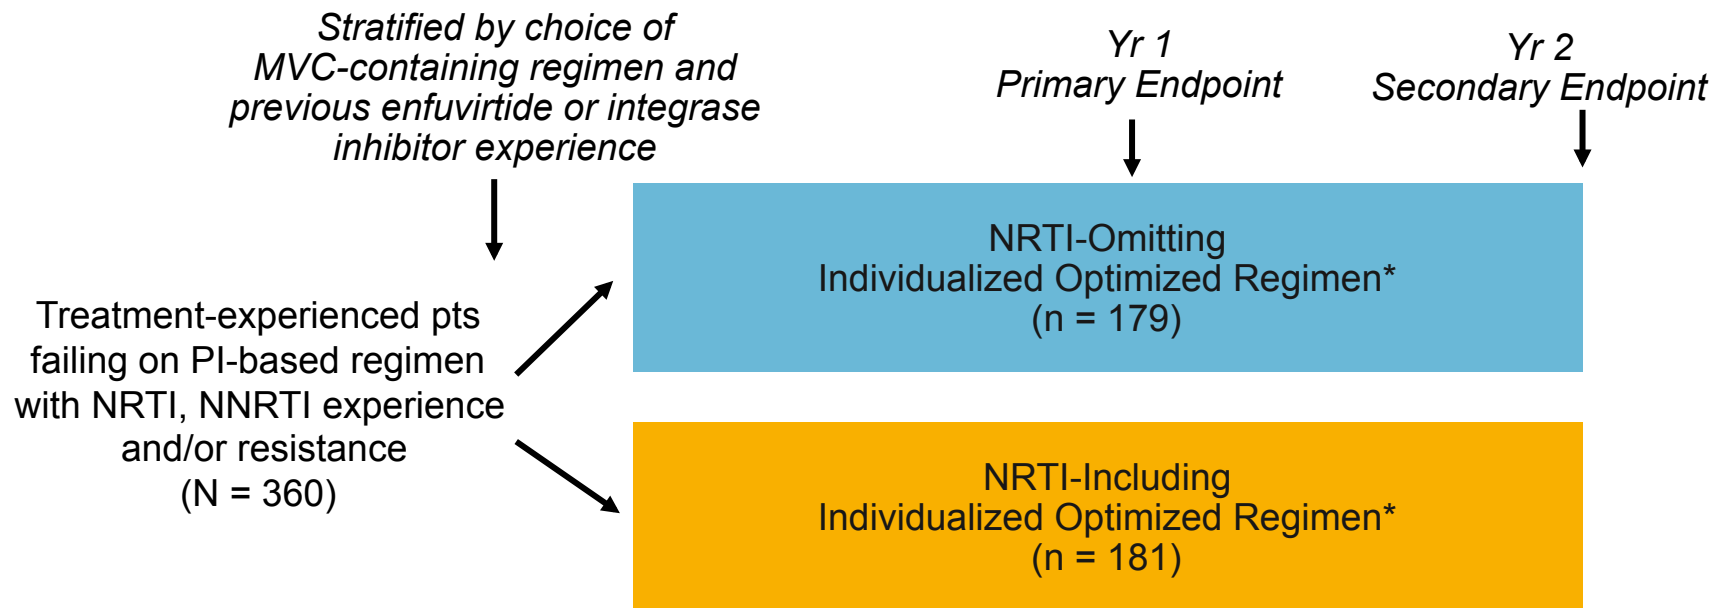 Stratified by choice of
MVC-containing regimen and
previous enfuvirtide or integrase
inhibitor experience
Yr 1
Primary Endpoint
Yr 2
Secondary Endpoint
Treatment-experienced pts
failing on PI-based regimen
with NRTI, NNRTI experience
and/or resistance
(N = 360)
NRTI-Omitting
Individualized Optimized Regimen*
(n = 179)
NRTI-Including
Individualized Optimized Regimen*
(n = 181)